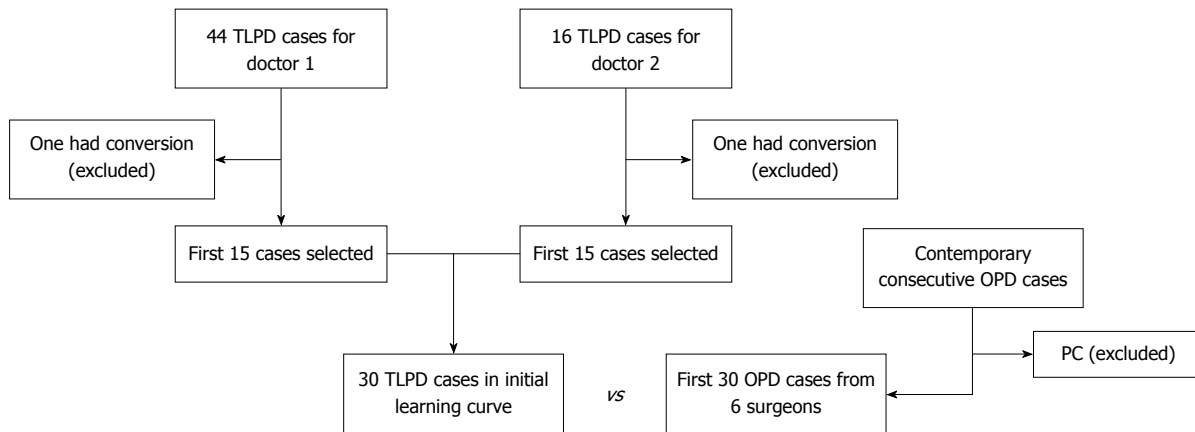 44 TLPD cases for
doctor 1
16 TLPD cases for
doctor 2
One had conversion
(excluded)
One had conversion
(excluded)
First 15 cases selected
First 15 cases selected
Contemporary
consecutive OPD cases
PC (excluded)
30 TLPD cases in initial
learning curve
vs
First 30 OPD cases from
6 surgeons